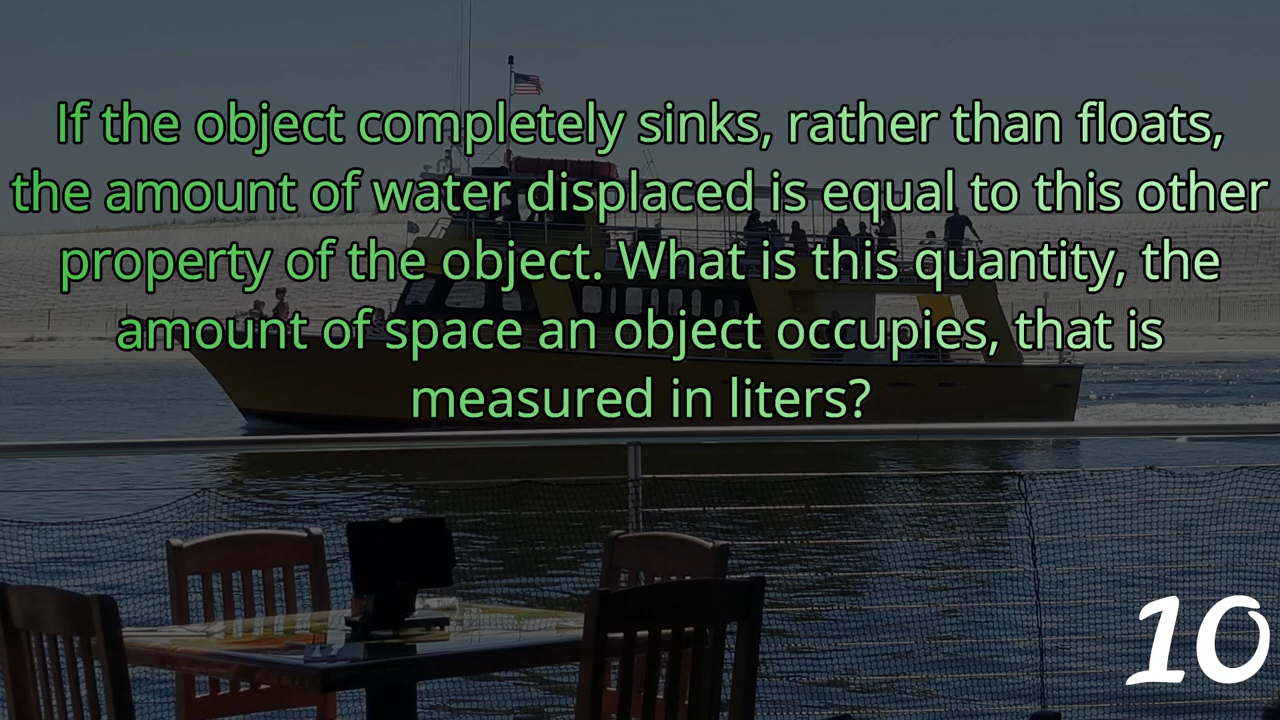 If the object completely sinks, rather than floats,
the amount of water displaced is equal to this other
property of the object. What is this quantity, the
amount of space an object occupies, that is
measured in liters?
10